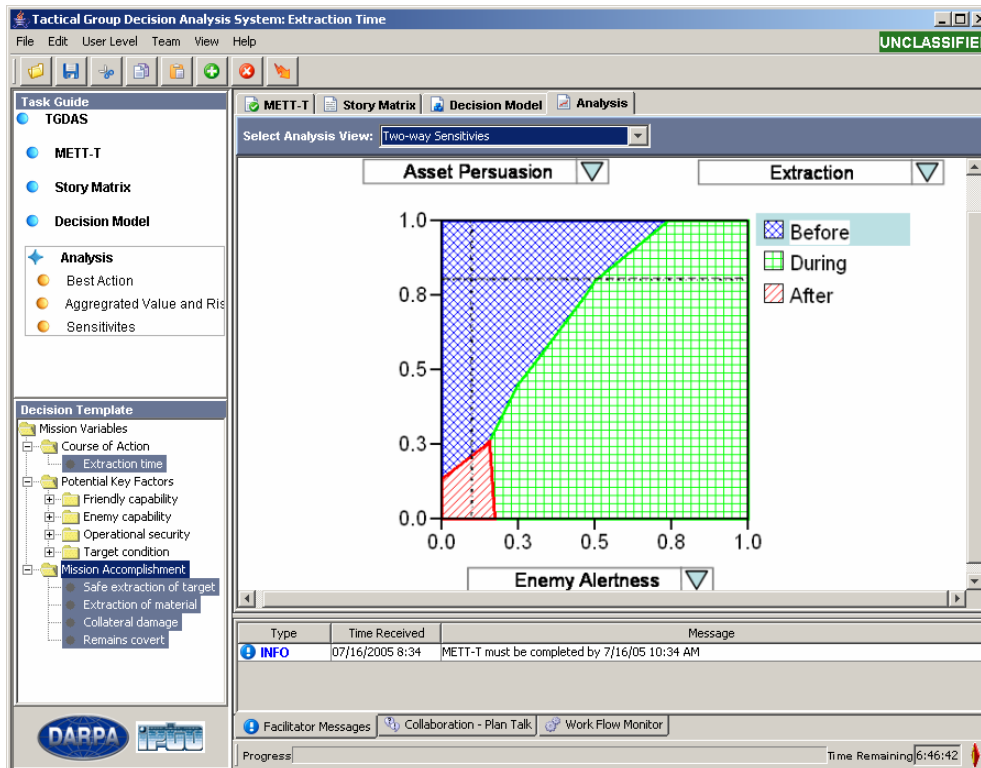 Tactical Group Decision Analysis System: Extraction Time
File Edit User Level Team View Help
UNCLASSIFIE
Task Guide
TGDAS
METT-T
Story Matrix
Decision Model
Analysis
Best Action
Aggregrated Value and Ris
Sensitivites
Decision Template
Mission Variables
Course of Action
Extraction time
Potential Key Factors
Friendly capability
Enemy capability
Operational security
Target condition
Mission Accomplishment
Safe extraction of target
Extraction of material
Collateral damage
Remains covert
DARPA IPTO
METT-T Story Matrix Decision Model Analysis
Select Analysis View: Two-way Sensitivies
Asset Persuasion Extraction
1.0
0.8
0.5
0.3
0.0
0.0 0.3 0.5 0.8 1.0
Before
During
After
Enemy Alertness
Type Time Received Message
INFO 07/16/2005 8:34 METT-T must be completed by 7/16/05 10:34 AM
Facilitator Messages Collaboration - Plan Talk Work Flow Monitor
Progress Time Remaining 6:46:42